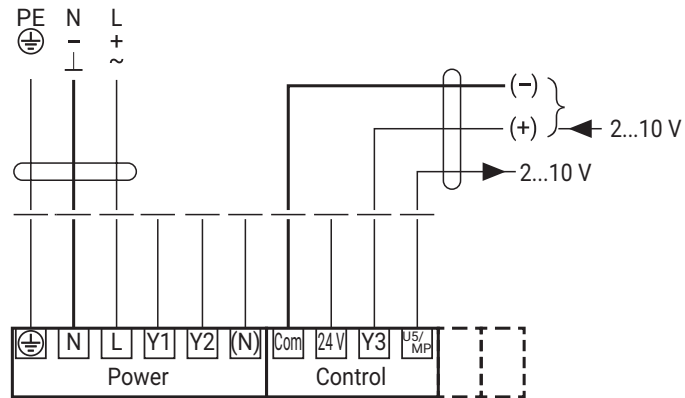 PE N L
– +
~
(–)
(+) 2...10 V
2...10 V
N L Y1 Y2 (N) Com 24 V Y3 U5/MP
Power Control